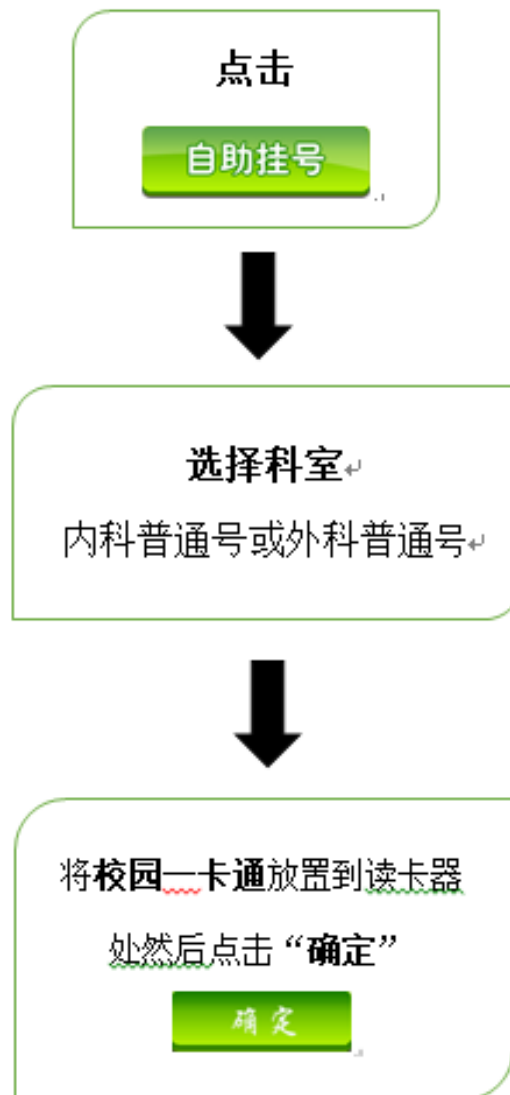 点击
自助挂号
选择科室
内科普通号或外科普通号
将校园一卡通放置到读卡器
处然后点击“确定”
确定